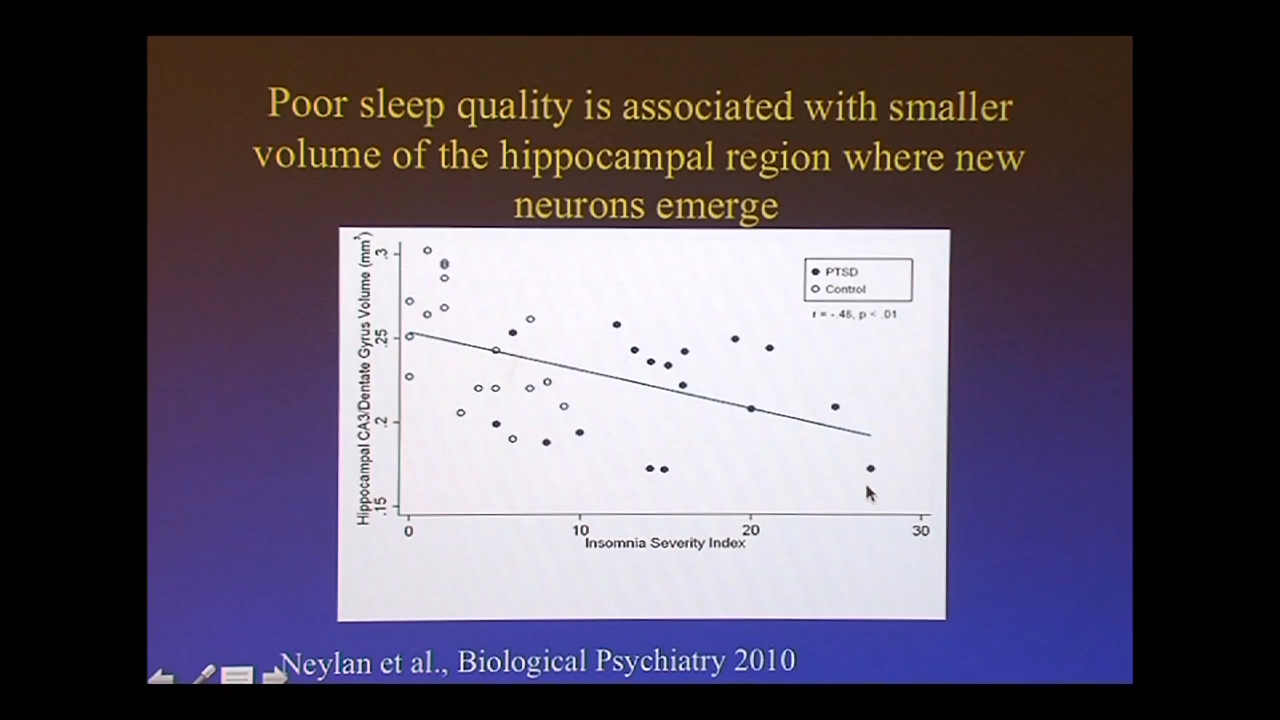 Poor sleep quality is associated with smaller
volume of the hippocampal region where new
neurons emerge
Hippocampal CA3/Dentate Gyrus Volume (mm³)
.3
.25
.2
.15
PTSD
Control
r = -.48, p < .01
0 10 20 30
Insomnia Severity Index
Neylan et al., Biological Psychiatry 2010